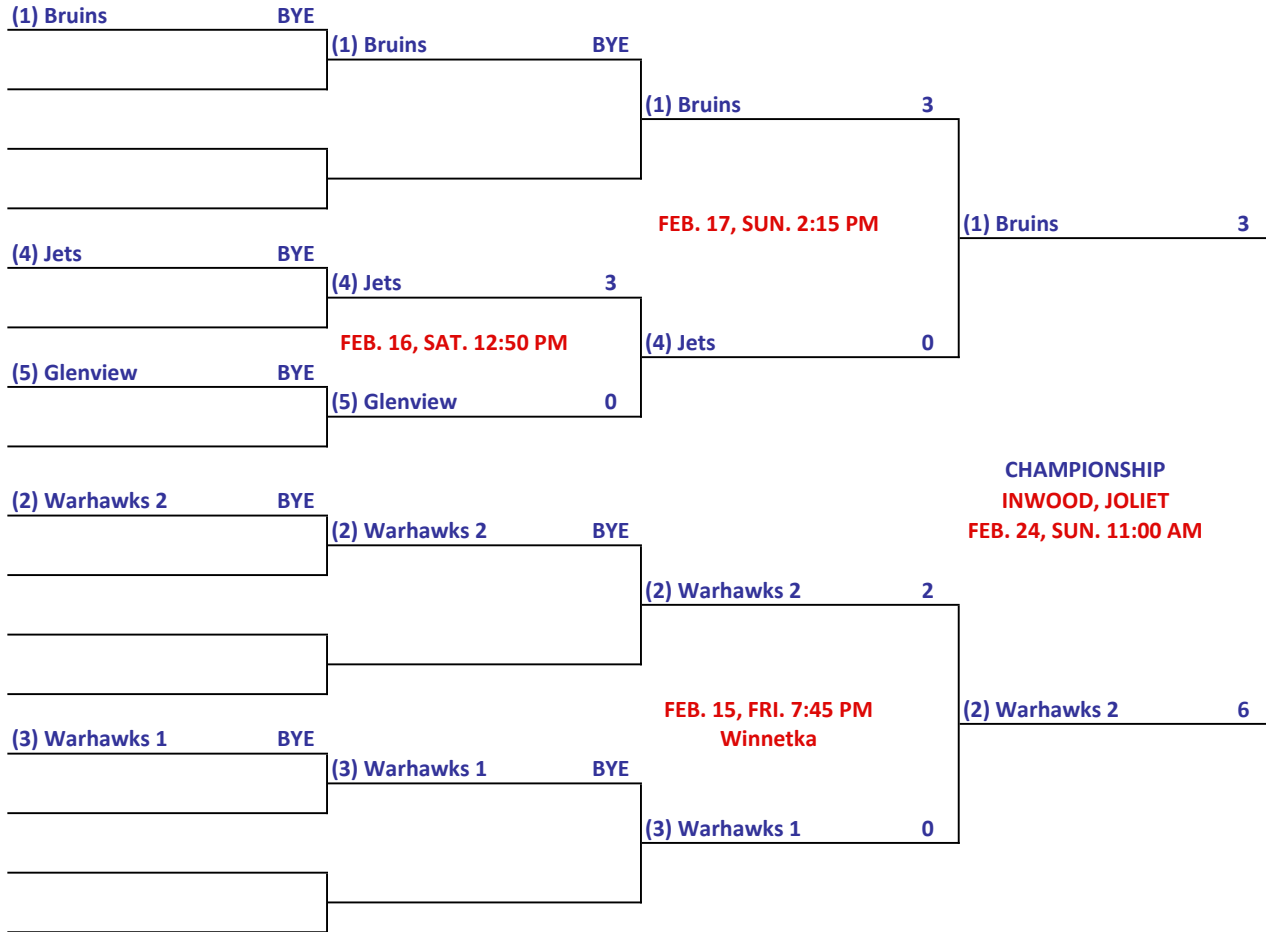 (1) Bruins BYE
(1) Bruins BYE
(1) Bruins 3
FEB. 17, SUN. 2:15 PM
(1) Bruins 3
(4) Jets BYE
(4) Jets 3
FEB. 16, SAT. 12:50 PM
(4) Jets 0
(5) Glenview BYE
(5) Glenview 0
CHAMPIONSHIP
INWOOD, JOLIET
FEB. 24, SUN. 11:00 AM
(2) Warhawks 2 BYE
(2) Warhawks 2 BYE
(2) Warhawks 2 2
FEB. 15, FRI. 7:45 PM
Winnetka
(2) Warhawks 2 6
(3) Warhawks 1 BYE
(3) Warhawks 1 BYE
(3) Warhawks 1 0